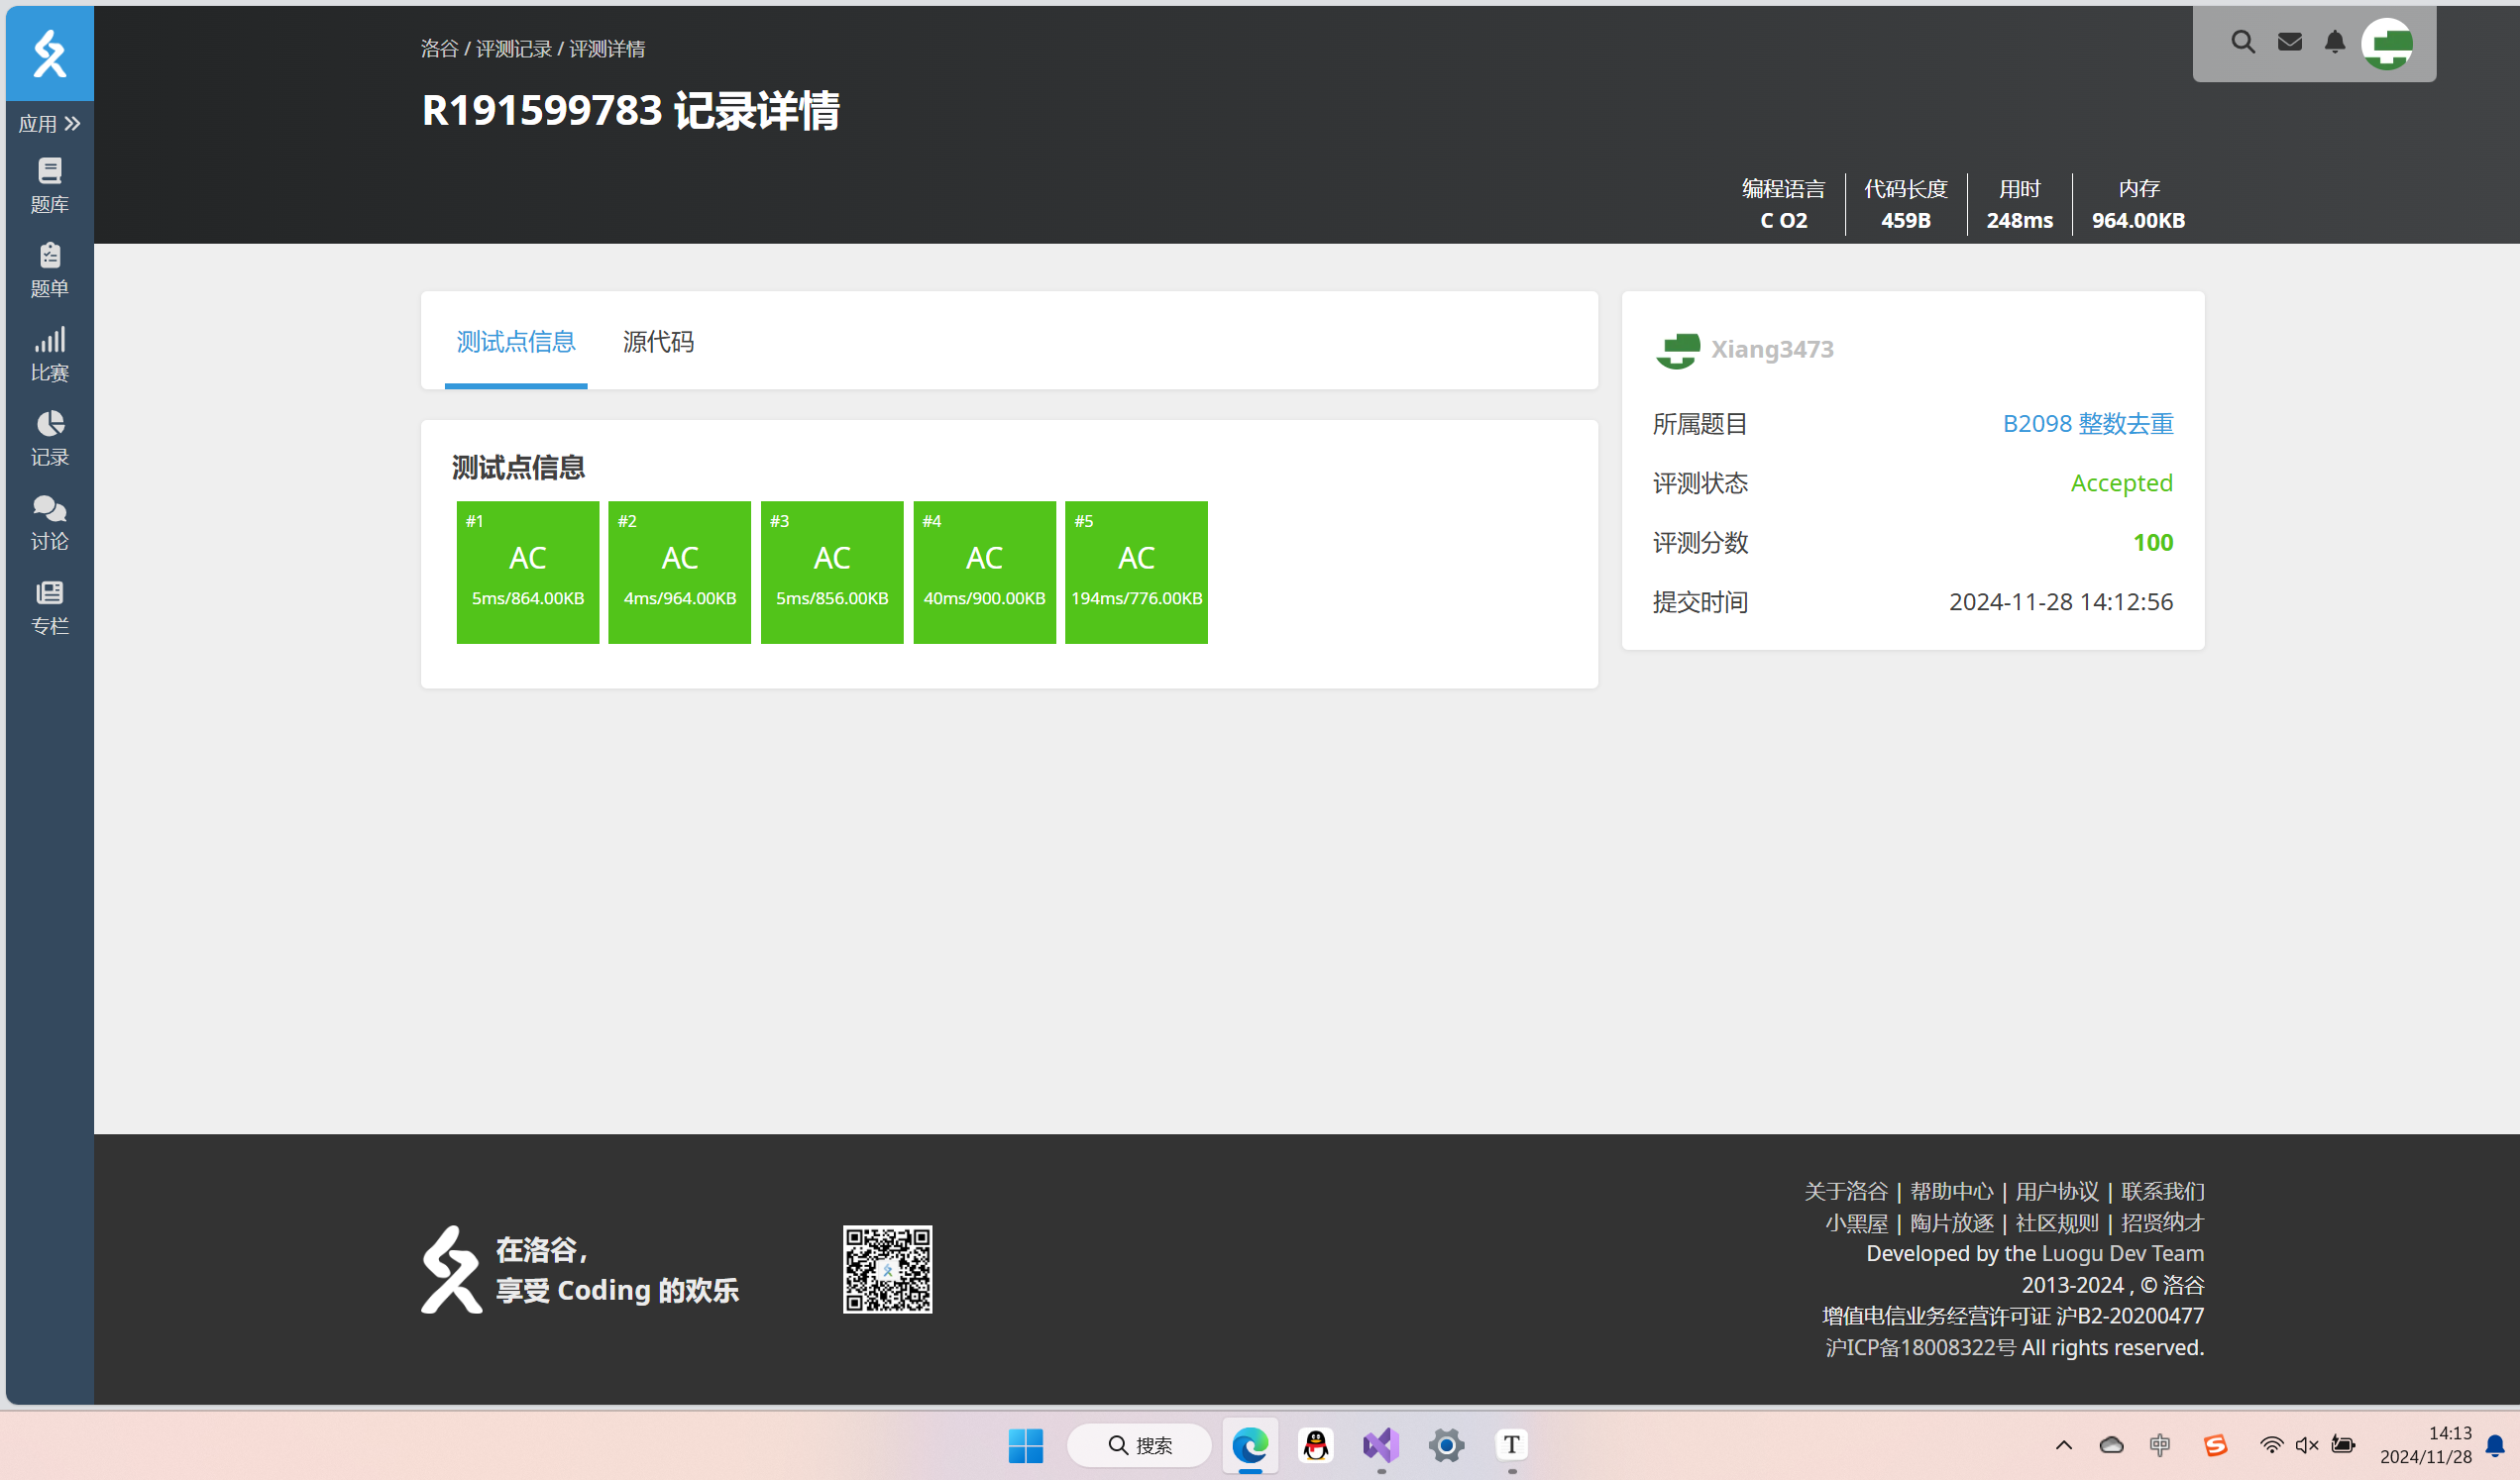 洛谷 / 评测记录 / 评测详情
R191599783 记录详情
编程语言
C O2
代码长度
459B
用时
248ms
内存
964.00KB
应用
题库
题单
比赛
记录
讨论
专栏
测试点信息
源代码
测试点信息
#1
AC
5ms/864.00KB
#2
AC
4ms/964.00KB
#3
AC
5ms/856.00KB
#4
AC
40ms/900.00KB
#5
AC
194ms/776.00KB
Xiang3473
所属题目 B2098 整数去重
评测状态 Accepted
评测分数 100
提交时间 2024-11-28 14:12:56
在洛谷,
享受 Coding 的欢乐
关于洛谷 | 帮助中心 | 用户协议 | 联系我们
小黑屋 | 陶片放逐 | 社区规则 | 招贤纳才
Developed by the Luogu Dev Team
2013-2024 , © 洛谷
增值电信业务经营许可证 沪B2-20200477
沪ICP备18008322号 All rights reserved.
搜索
T
中
S
14:13
2024/11/28